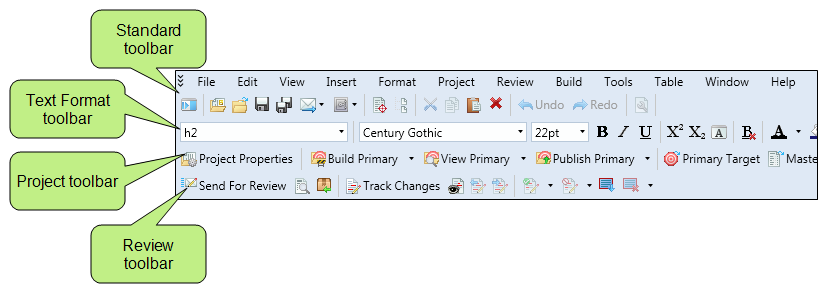 Standard
toolbar
File Edit View Insert Format Project Review Build Tools Table Window Help
Undo Redo
Text Format
toolbar
h2 Century Gothic 22pt B I U X² X₂ A B A
Project toolbar
Project Properties Build Primary View Primary Publish Primary Primary Target Maste
Send For Review Track Changes
Review
toolbar